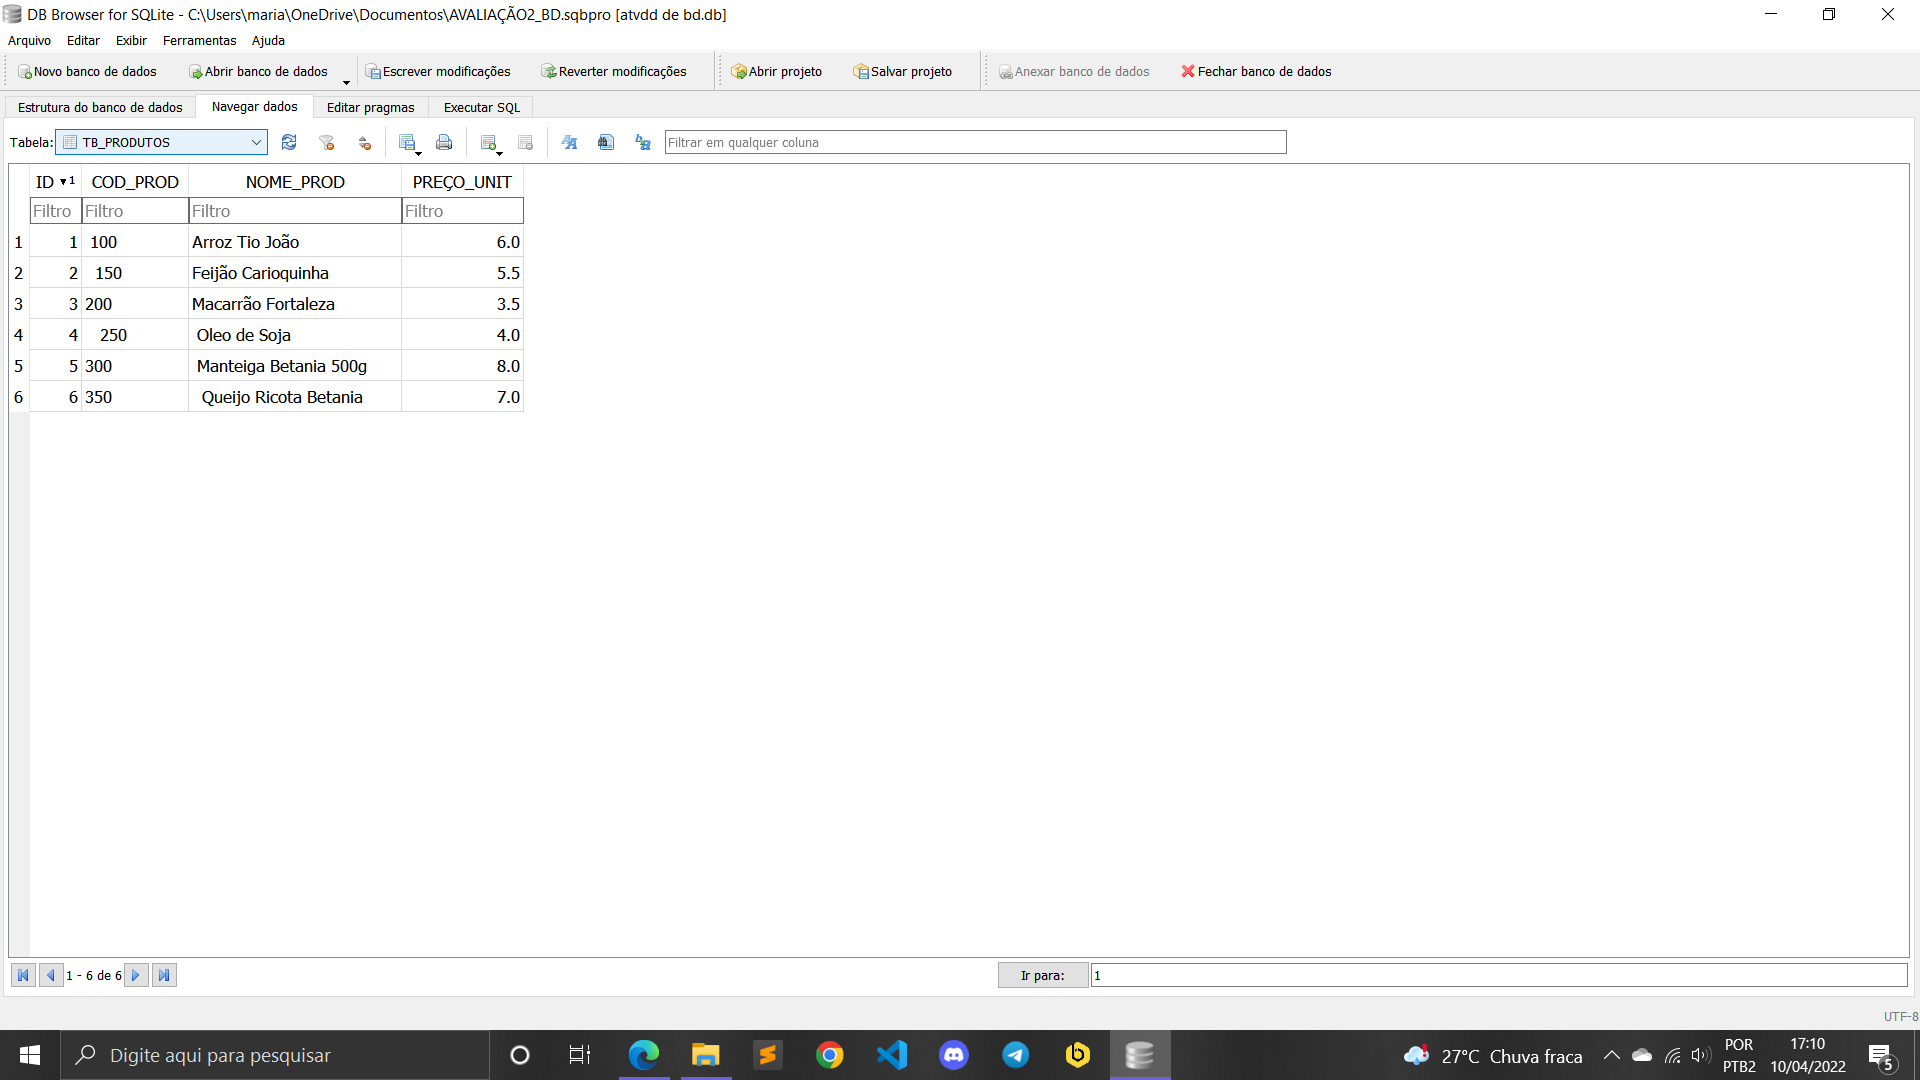 DB Browser for SQLite - C:\Users\maria\OneDrive\Documentos\AVALIAÇÃO2_BD.sqbpro [atvdd de bd.db]
Arquivo Editar Exibir Ferramentas Ajuda
Novo banco de dados Abrir banco de dados Escrever modificações Reverter modificações Abrir projeto Salvar projeto Anexar banco de dados Fechar banco de dados
Estrutura do banco de dados Navegar dados Editar pragmas Executar SQL
Tabela: TB_PRODUTOS Filtrar em qualquer coluna
ID 1 COD_PROD NOME_PROD PREÇO_UNIT
Filtro Filtro Filtro Filtro
1 1 100 Arroz Tio João 6.0
2 2 150 Feijão Carioquinha 5.5
3 3 200 Macarrão Fortaleza 3.5
4 4 250 Oleo de Soja 4.0
5 5 300 Manteiga Betania 500g 8.0
6 6 350 Queijo Ricota Betania 7.0
1 - 6 de 6 Ir para: 1
UTF-8
Digite aqui para pesquisar 27°C Chuva fraca POR 17:10
PTB2 10/04/2022 5